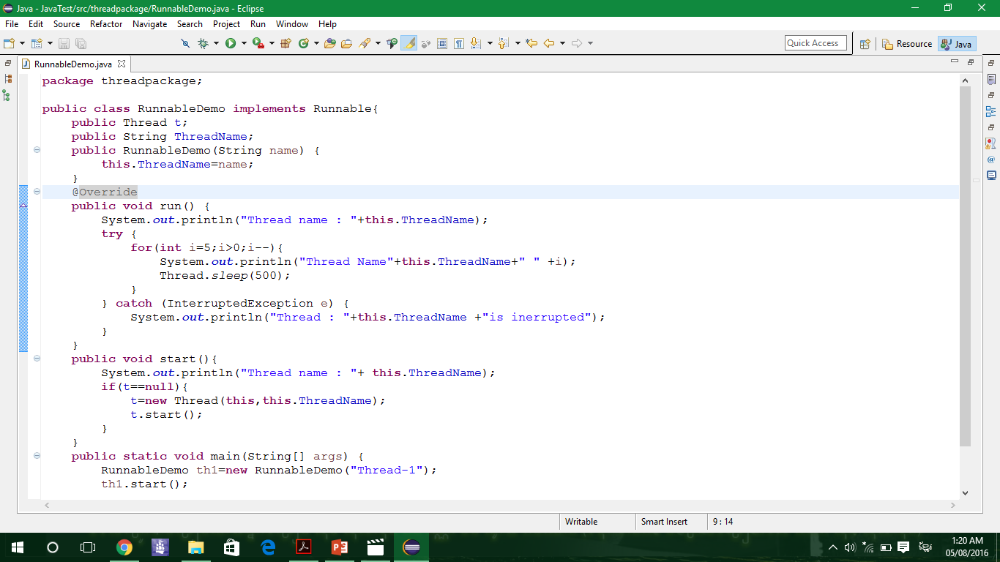 Java - JavaTest/src/threadpackage/RunnableDemo.java - Eclipse
File Edit Source Refactor Navigate Search Project Run Window Help
Quick Access Resource Java
RunnableDemo.java
package threadpackage;
public class RunnableDemo implements Runnable{
public Thread t;
public String ThreadName;
public RunnableDemo(String name) {
this.ThreadName=name;
}
@Override
public void run() {
System.out.println("Thread name : "+this.ThreadName);
try {
for(int i=5;i>0;i--){
System.out.println("Thread Name"+this.ThreadName+" " +i);
Thread.sleep(500);
}
} catch (InterruptedException e) {
System.out.println("Thread : "+this.ThreadName +"is inerrupted");
}
}
public void start(){
System.out.println("Thread name : "+ this.ThreadName);
if(t==null){
t=new Thread(this,this.ThreadName);
t.start();
}
}
public static void main(String[] args) {
RunnableDemo th1=new RunnableDemo("Thread-1");
th1.start();
Writable Smart Insert 9 : 14
1:20 AM
05/08/2016